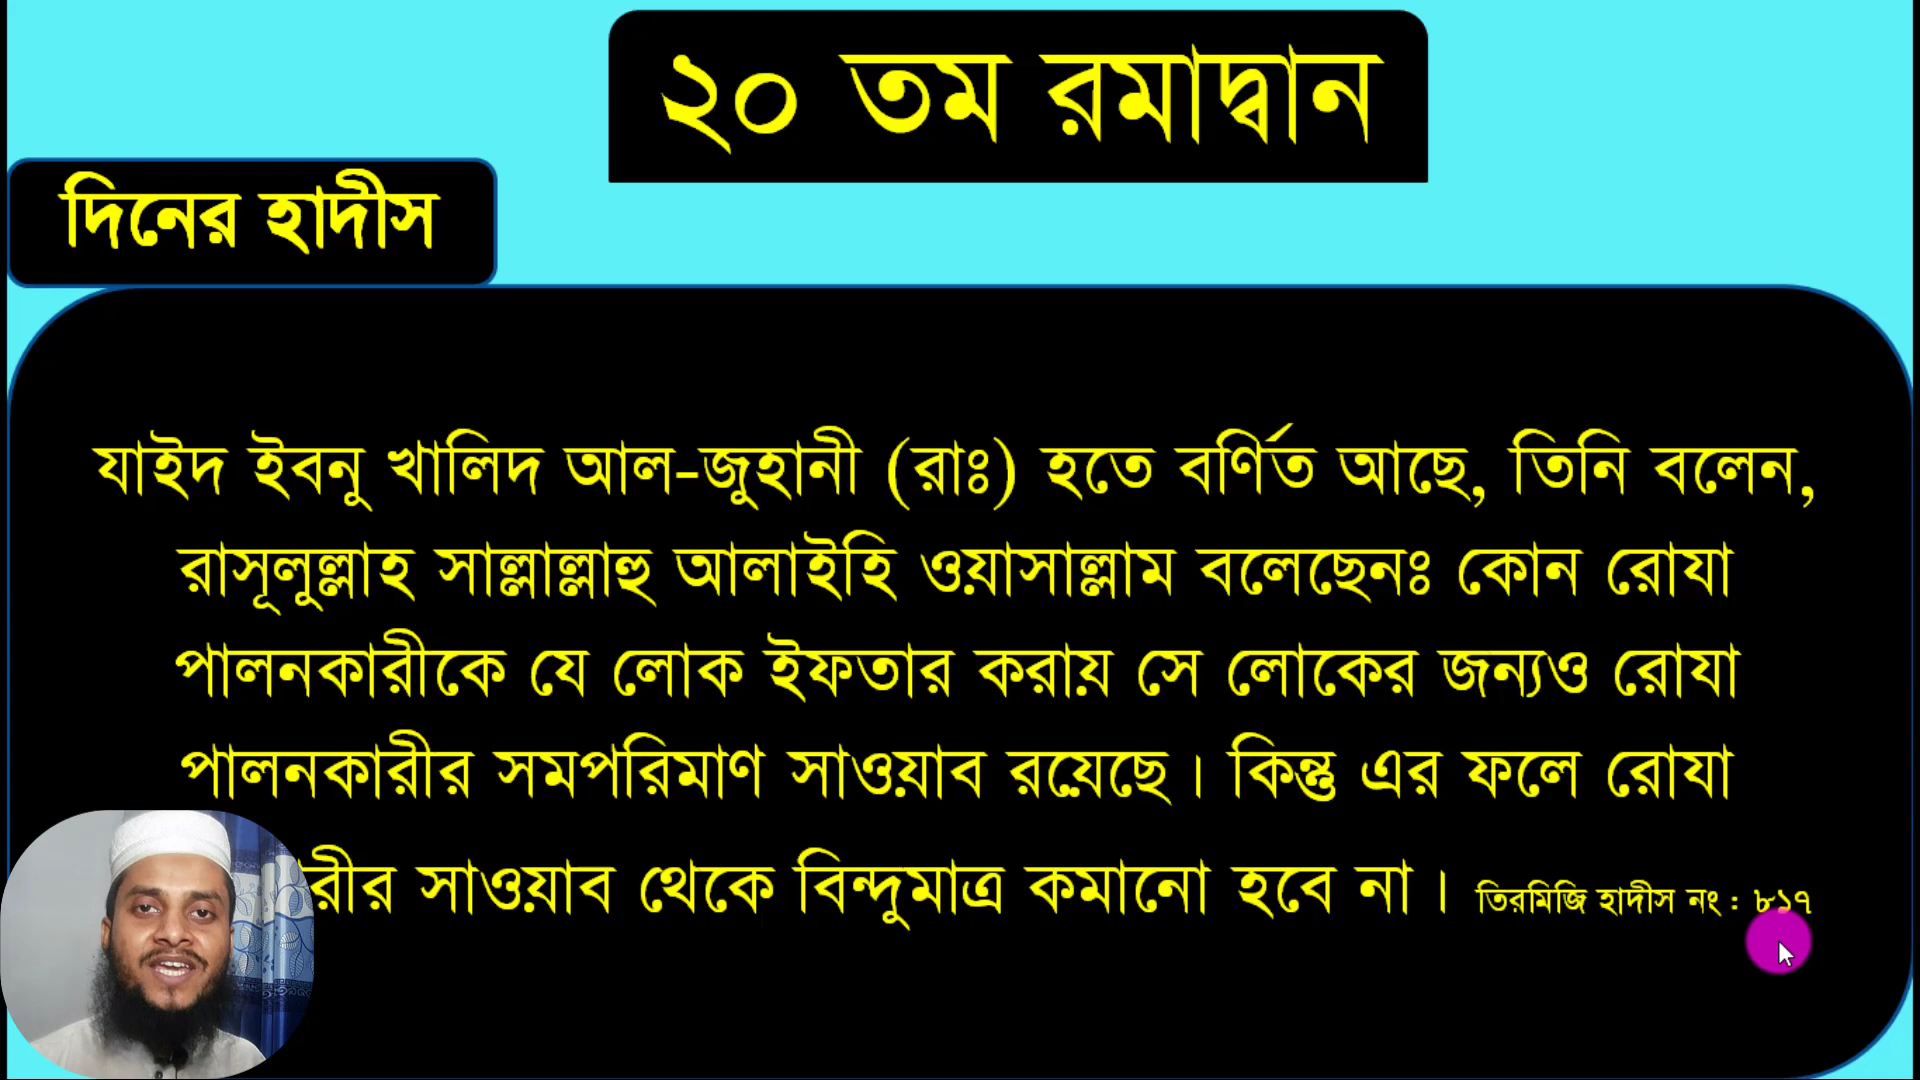 ২০ তম রমাদ্বান
দিনের হাদীস
যাইদ ইবনু খালিদ আল-জুহানী (রাঃ) হতে বর্ণিত আছে, তিনি বলেন,
রাসূলুল্লাহ সাল্লাল্লাহু আলাইহি ওয়াসাল্লাম বলেছেনঃ কোন রোযা
পালনকারীকে যে লোক ইফতার করায় সে লোকের জন্যও রোযা
পালনকারীর সমপরিমাণ সাওয়াব রয়েছে। কিন্তু এর ফলে রোযা
সাওয়াব থেকে বিন্দুমাত্র কমানো হবে না। তিরমিজি হাদীস নং : ৮১৭